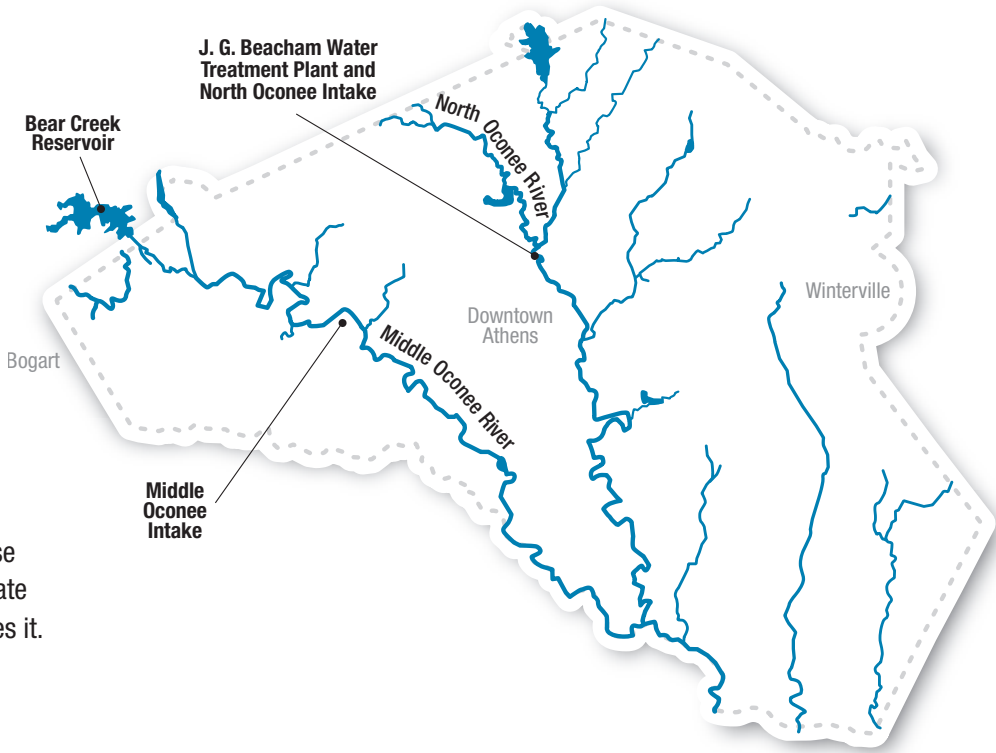 J. G. Beacham Water
Treatment Plant and
North Oconee Intake
North Oconee River
Bear Creek
Reservoir
Downtown
Athens
Winterville
Bogart
Middle Oconee River
Middle
Oconee
Intake
se
ate
es it.